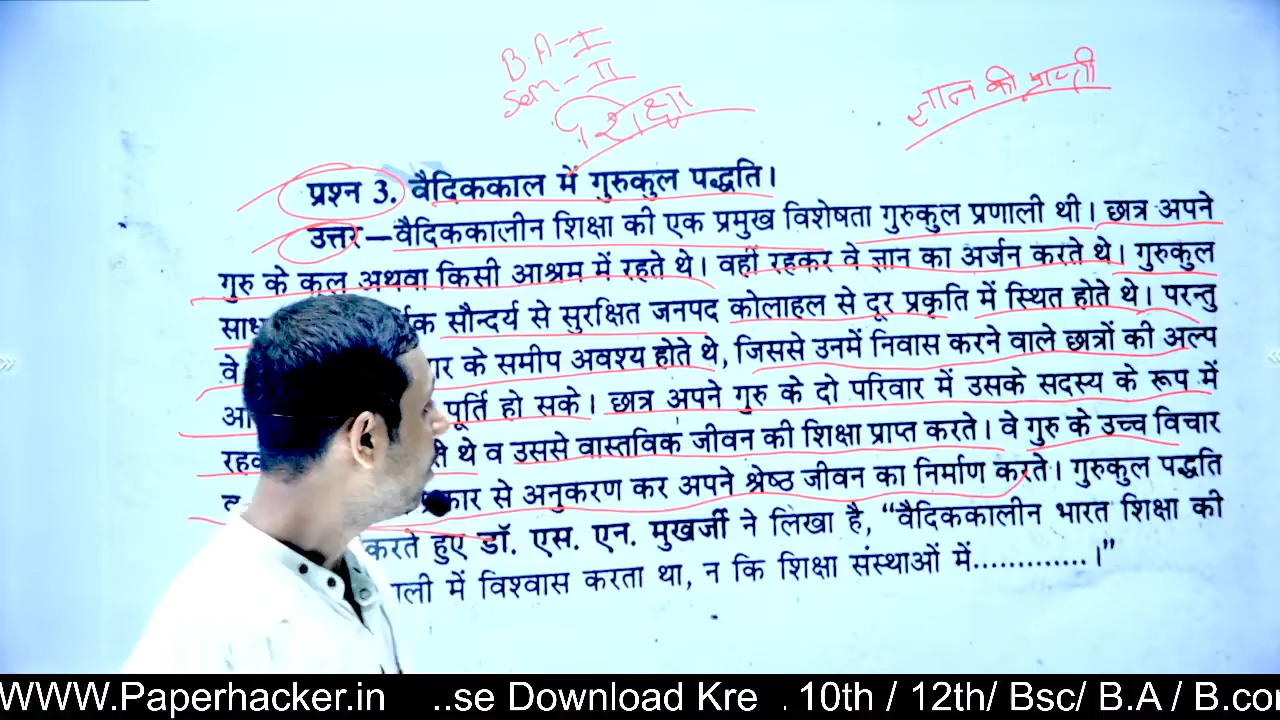 B.A-I
Sem-II
शिक्षा
ज्ञान की प्राप्ती
प्रश्न 3. वैदिककाल में गुरुकुल पद्धति।
उत्तर—वैदिककालीन शिक्षा की एक प्रमुख विशेषता गुरुकुल प्रणाली थी। छात्र अपने
गुरु के कुल अथवा किसी आश्रम में रहते थे। वहीं रहकर वे ज्ञान का अर्जन करते थे। गुरुकुल
सौन्दर्य से सुरक्षित जनपद कोलाहल से दूर प्रकृति में स्थित होते थे। परन्तु
वे के समीप अवश्य होते थे, जिससे उनमें निवास करने वाले छात्रों की अल्प
पूर्ति हो सके। छात्र अपने गुरु के दो परिवार में उसके सदस्य के रूप में
थे व उससे वास्तविक जीवन की शिक्षा प्राप्त करते। वे गुरु के उच्च विचार
से अनुकरण कर अपने श्रेष्ठ जीवन का निर्माण करते। गुरुकुल पद्धति
करते हुए डॉ. एस. एन. मुखर्जी ने लिखा है, “वैदिककालीन भारत शिक्षा की
में विश्वास करता था, न कि शिक्षा संस्थाओं में.............।”
WWW.Paperhacker.in ..se Download Kre . 10th / 12th/ Bsc/ B.A / B.co